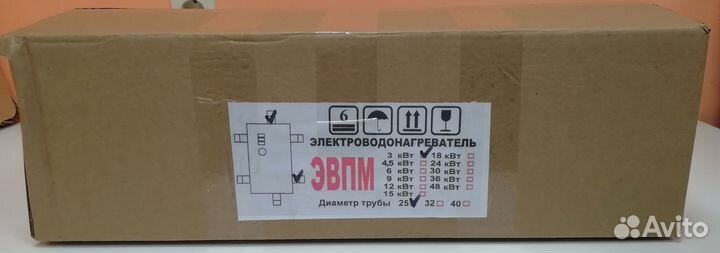 6
ЭЛЕКТРОВОДОНАГРЕВАТЕЛЬ
ЭВПМ
3 кВт 18 кВт
4,5 кВт 24 кВт
6 кВт 30 кВт
9 кВт 36 кВт
12 кВт 48 кВт
15 кВт
Диаметр трубы 25 32 40
Avito